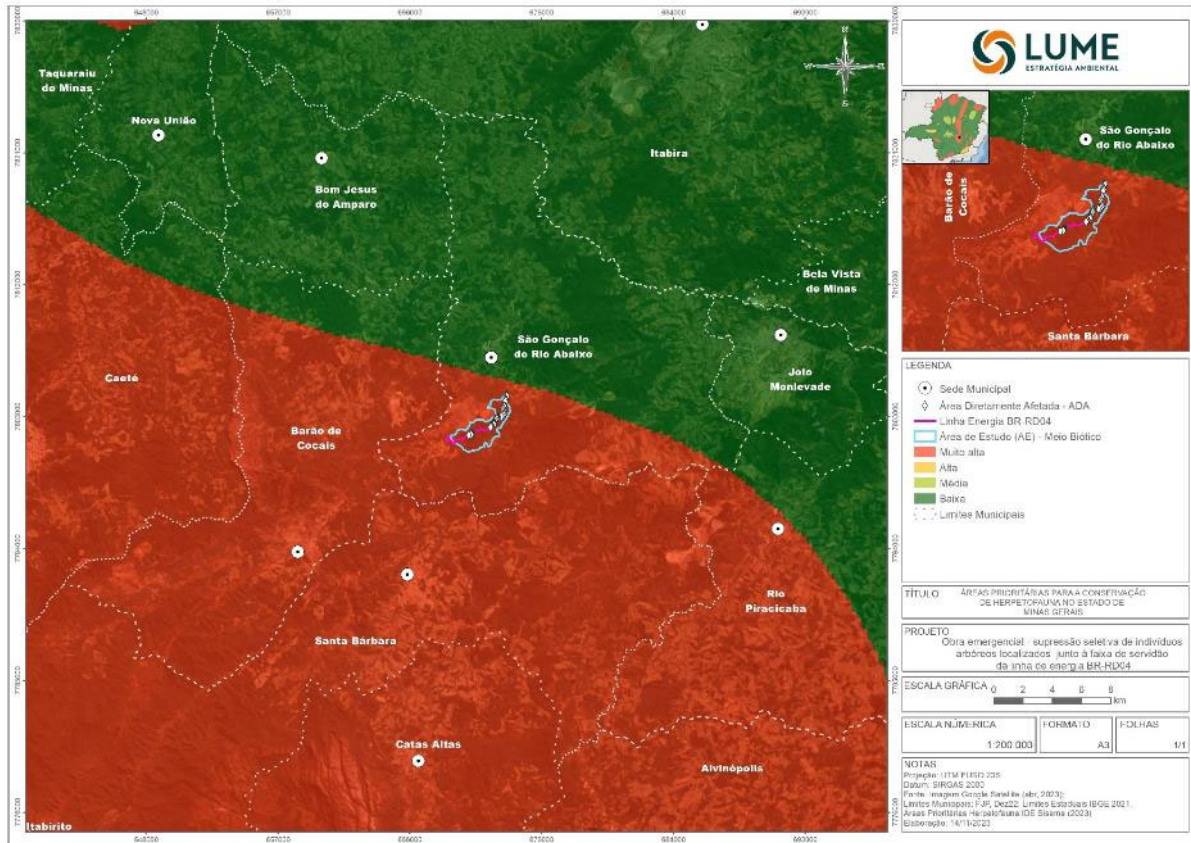 648000 657000 666000 675000 684000
LUME
ESTRATÉGIA AMBIENTAL
Taquaraiu
de Minas
Nova União
Bom Jesus
do Amparo
Itabira
Bela Vista
de Minas
São Gonçalo
do Rio Abaixo
João
Monlevade
Caeté
Barão de
Cocais
Santa Bárbara
Rio
Piracicaba
Catas Altas
Alvinópolis
Itabirito
São Gonçalo
do Rio Abaixo
Barão de
Cocais
Santa Bárbara
LEGENDA
Sede Municipal
Área Diretamente Afetada - ADA
Linha Energia BR-RD04
Área de Estudo (AE) - Meio Biótico
Muito alta
Alta
Média
Baixa
Limites Municipais
TÍTULO ÁREAS PRIORITÁRIAS PARA A CONSERVAÇÃO
DE HERPETOFAUNA NO ESTADO DE
MINAS GERAIS
PROJETO
Obra emergencial - supressão seletiva de indivíduos
arbóreos localizados junto à faixa de servidão
da linha de energia BR-RD04
ESCALA GRÁFICA 0 2 4 6 8
km
ESCALA NÚMERICA FORMATO FOLHAS
1:200.000 A3 1/1
NOTAS
Projeção: UTM FUSO 23S
Datum: SIRGAS 2000
Fonte: Imagem Google Satélite (abr, 2023);
Limites Municipais: FJP, Dez22; Limites Estaduais IBGE 2021.
Áreas Prioritárias Herpetofauna IDE Sisema (2023)
Elaboração: 14/11/2023